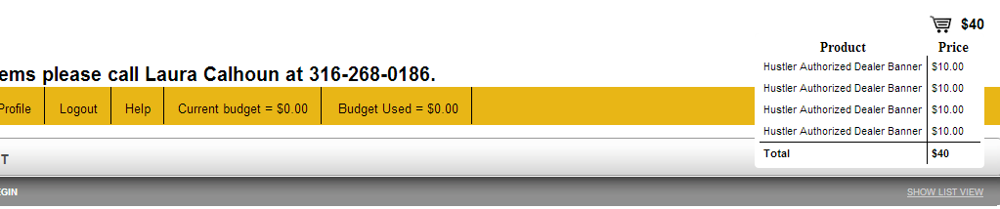 $40
Product Price
ems please call Laura Calhoun at 316-268-0186.
Hustler Authorized Dealer Banner $10.00
Hustler Authorized Dealer Banner $10.00
Hustler Authorized Dealer Banner $10.00
Hustler Authorized Dealer Banner $10.00
Total $40
Profile Logout Help Current budget = $0.00 Budget Used = $0.00
T
EGIN
SHOW LIST VIEW